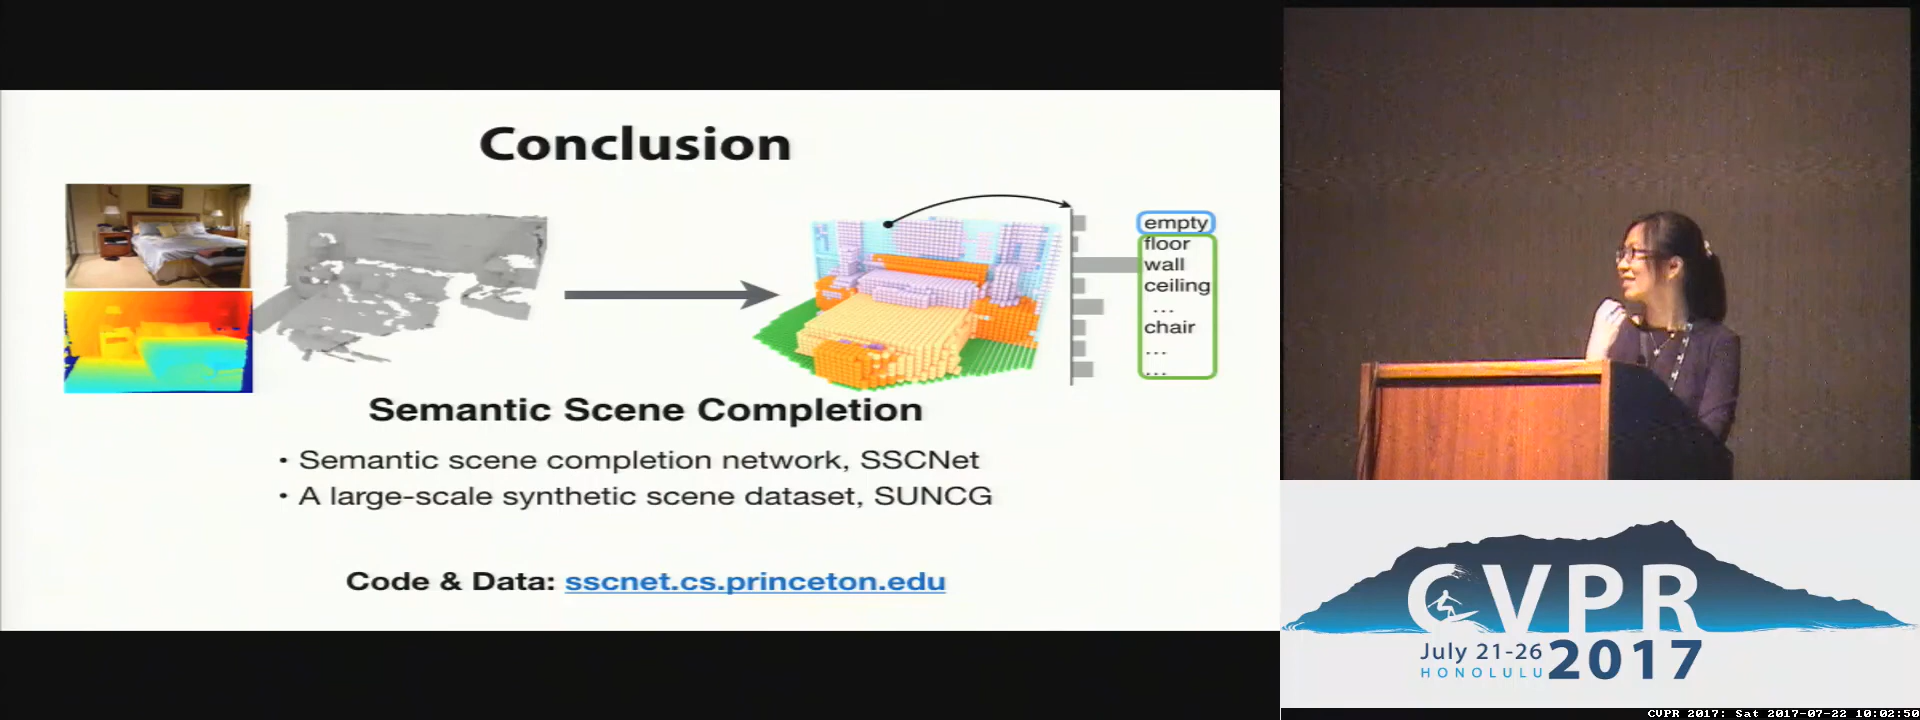 Conclusion
empty
floor
wall
ceiling
...
chair
...
...
Semantic Scene Completion
• Semantic scene completion network, SSCNet
• A large-scale synthetic scene dataset, SUNCG
Code & Data: sscnet.cs.princeton.edu
CVPR
July 21-26
HONOLULU
2017
CVPR 2017: Sat 2017-07-22 10:02:50